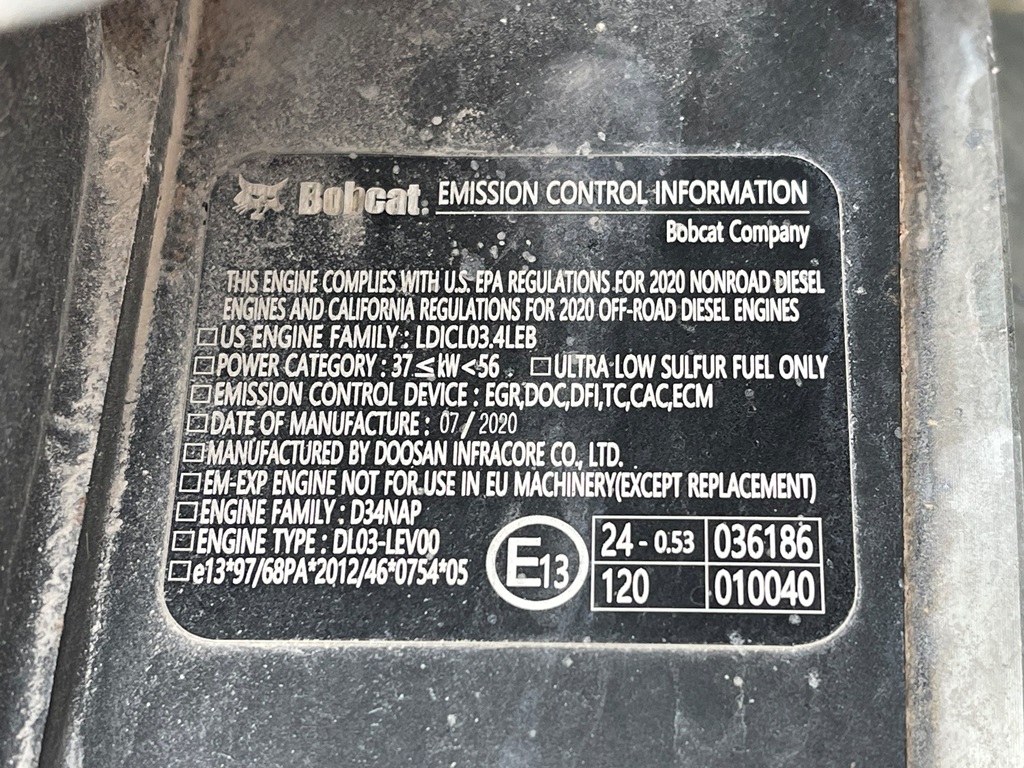 Bobcat. EMISSION CONTROL INFORMATION
Bobcat Company
THIS ENGINE COMPLIES WITH U.S. EPA REGULATIONS FOR 2020 NONROAD DIESEL
ENGINES AND CALIFORNIA REGULATIONS FOR 2020 OFF-ROAD DIESEL ENGINES
□US ENGINE FAMILY : LDICL03.4LEB
□POWER CATEGORY : 37≤kW<56 □ULTRA LOW SULFUR FUEL ONLY
□EMISSION CONTROL DEVICE : EGR,DOC,DFI,TC,CAC,ECM
□DATE OF MANUFACTURE : 07/2020
□MANUFACTURED BY DOOSAN INFRACORE CO., LTD.
□EM-EXP ENGINE NOT FOR USE IN EU MACHINERY(EXCEPT REPLACEMENT)
□ENGINE FAMILY : D34NAP
□ENGINE TYPE : DL03-LEV00
□e13*97/68PA*2012/46*0754*05
E13
24 - 0.53 036186
120 010040